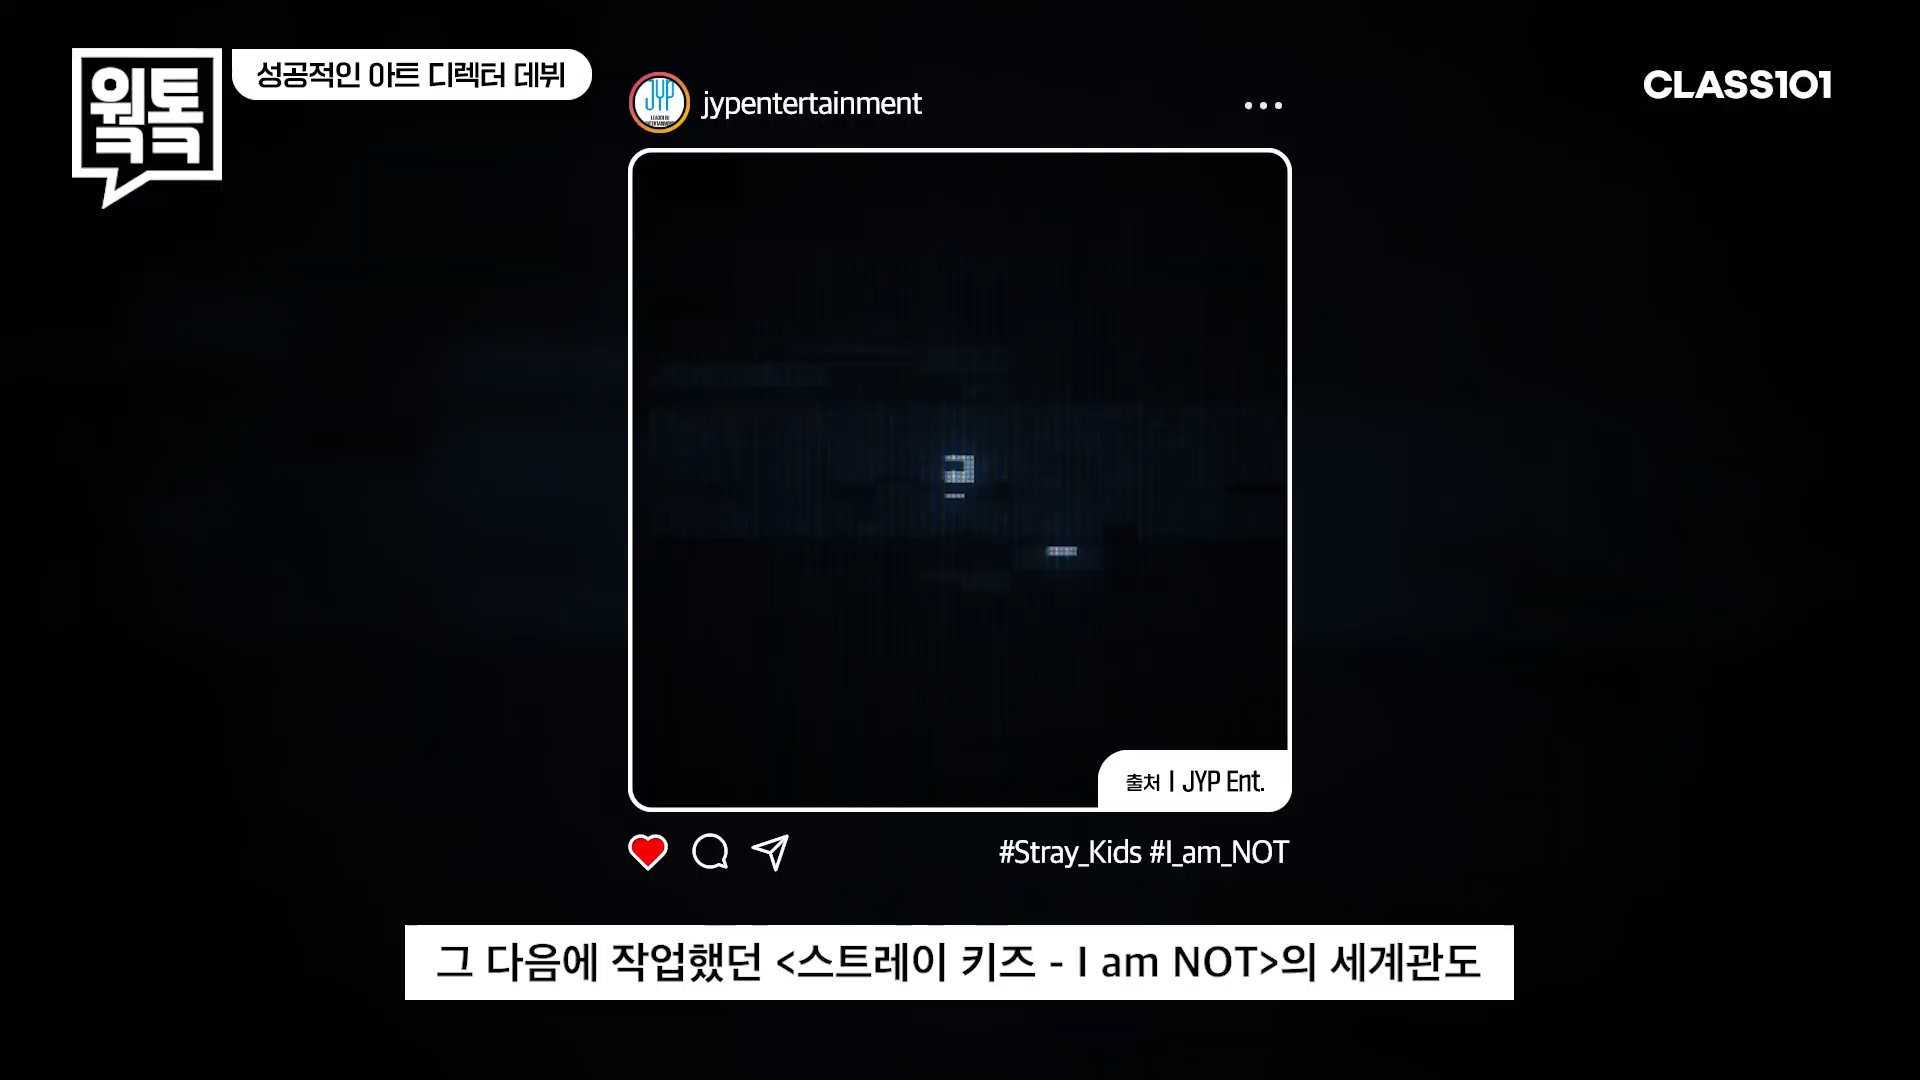 워크톡
성공적인 아트 디렉터 데뷔
CLASS101
JYP
jypentertainment
출처 | JYP Ent.
#Stray_Kids #I_am_NOT
그 다음에 작업했던 <스트레이 키즈 - I am NOT>의 세계관도